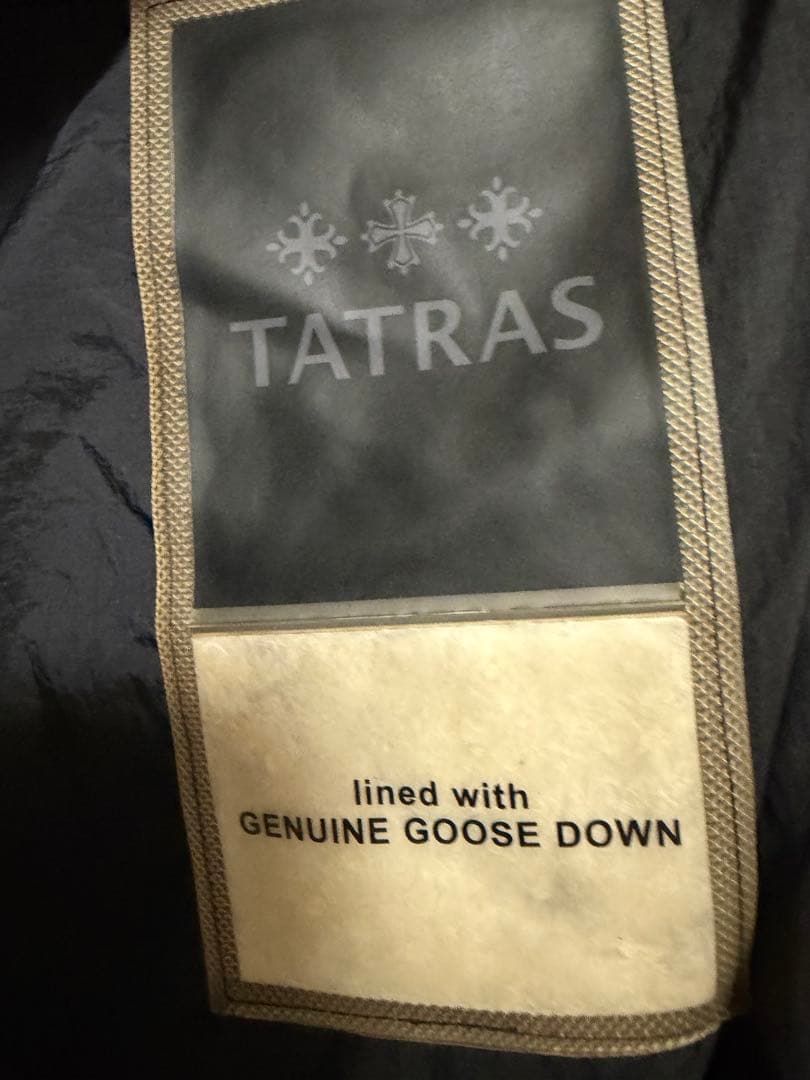 TATRAS
lined with
GENUINE GOOSE DOWN